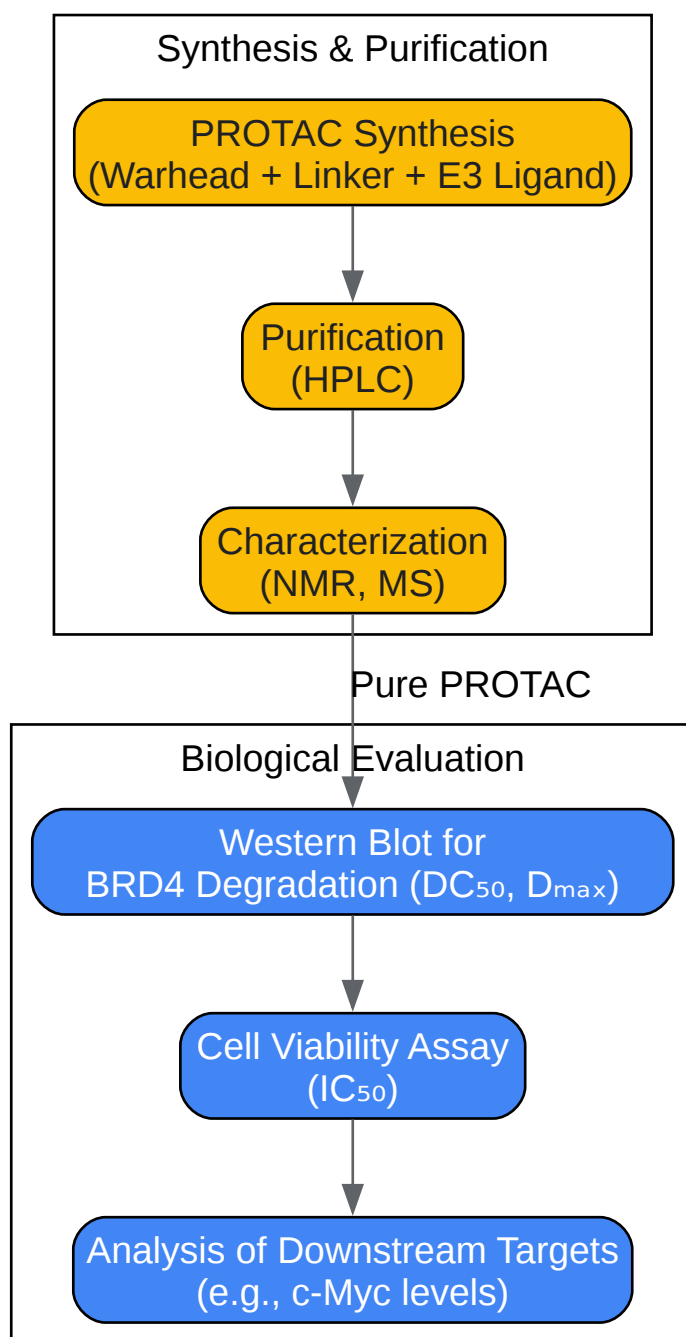 Synthesis & Purification
PROTAC Synthesis
(Warhead + Linker + E3 Ligand)
Purification
(HPLC)
Characterization
(NMR, MS)
Pure PROTAC
Biological Evaluation
Western Blot for
BRD4 Degradation (DC₅₀, Dₘₐₓ)
Cell Viability Assay
(IC₅₀)
Analysis of Downstream Targets
(e.g., c-Myc levels)